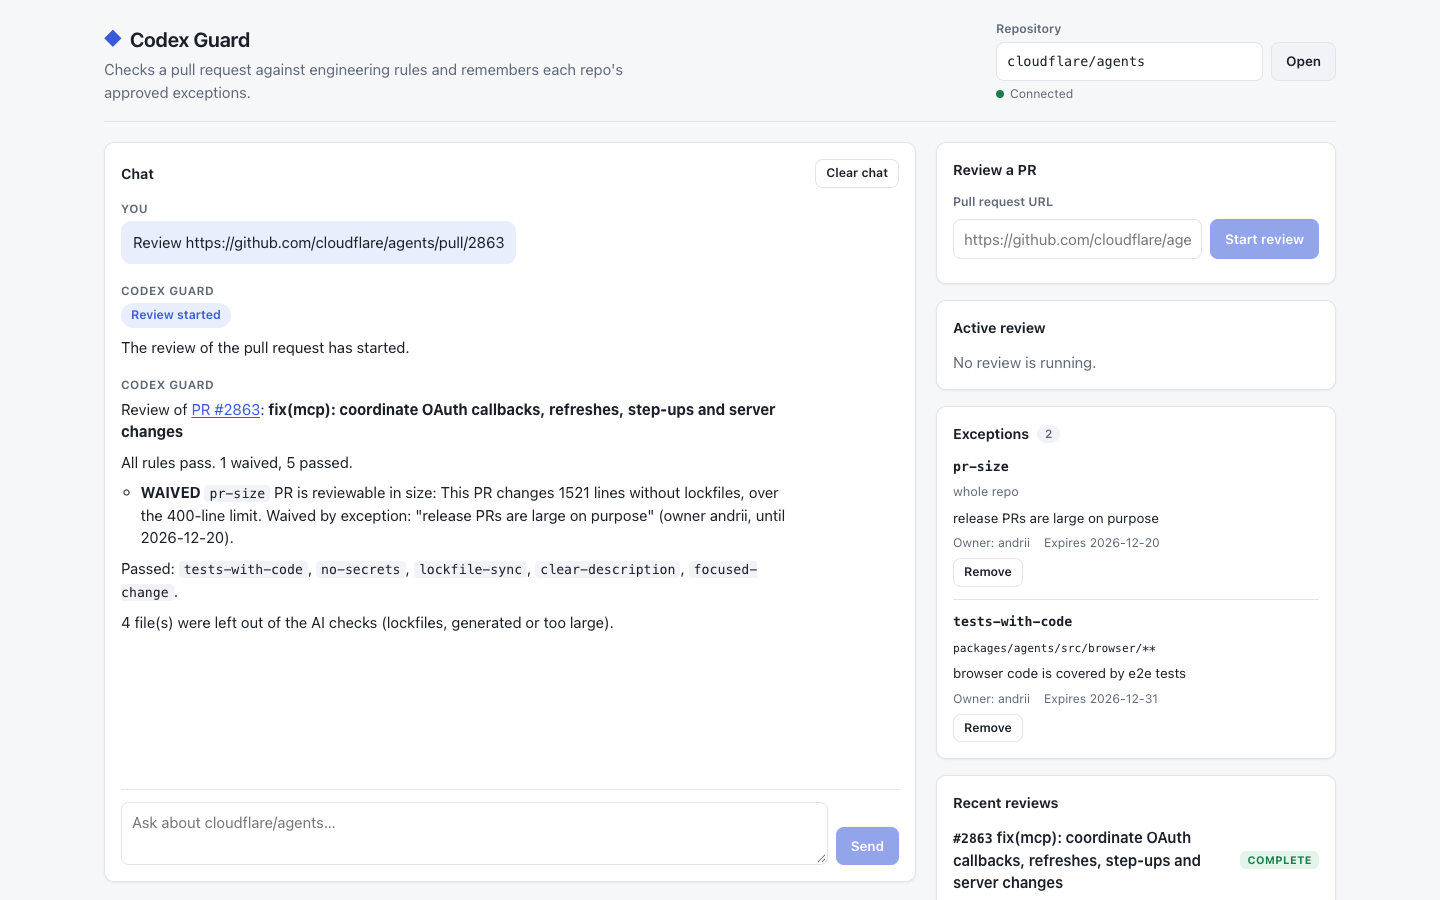 Codex Guard
Checks a pull request against engineering rules and remembers each repo's
approved exceptions.
Repository
cloudflare/agents
Open
Connected
Chat
Clear chat
YOU
Review https://github.com/cloudflare/agents/pull/2863
CODEX GUARD
Review started
The review of the pull request has started.
CODEX GUARD
Review of PR #2863: fix(mcp): coordinate OAuth callbacks, refreshes, step-ups and server
changes
All rules pass. 1 waived, 5 passed.
WAIVED pr-size PR is reviewable in size: This PR changes 1521 lines without lockfiles, over
the 400-line limit. Waived by exception: "release PRs are large on purpose" (owner andrii, until
2026-12-20).
Passed: tests-with-code, no-secrets, lockfile-sync, clear-description, focused-
change.
4 file(s) were left out of the AI checks (lockfiles, generated or too large).
Ask about cloudflare/agents...
Send
Review a PR
Pull request URL
https://github.com/cloudflare/age
Start review
Active review
No review is running.
Exceptions 2
pr-size
whole repo
release PRs are large on purpose
Owner: andrii Expires 2026-12-20
Remove
tests-with-code
packages/agents/src/browser/**
browser code is covered by e2e tests
Owner: andrii Expires 2026-12-31
Remove
Recent reviews
#2863 fix(mcp): coordinate OAuth
callbacks, refreshes, step-ups and
server changes
COMPLETE